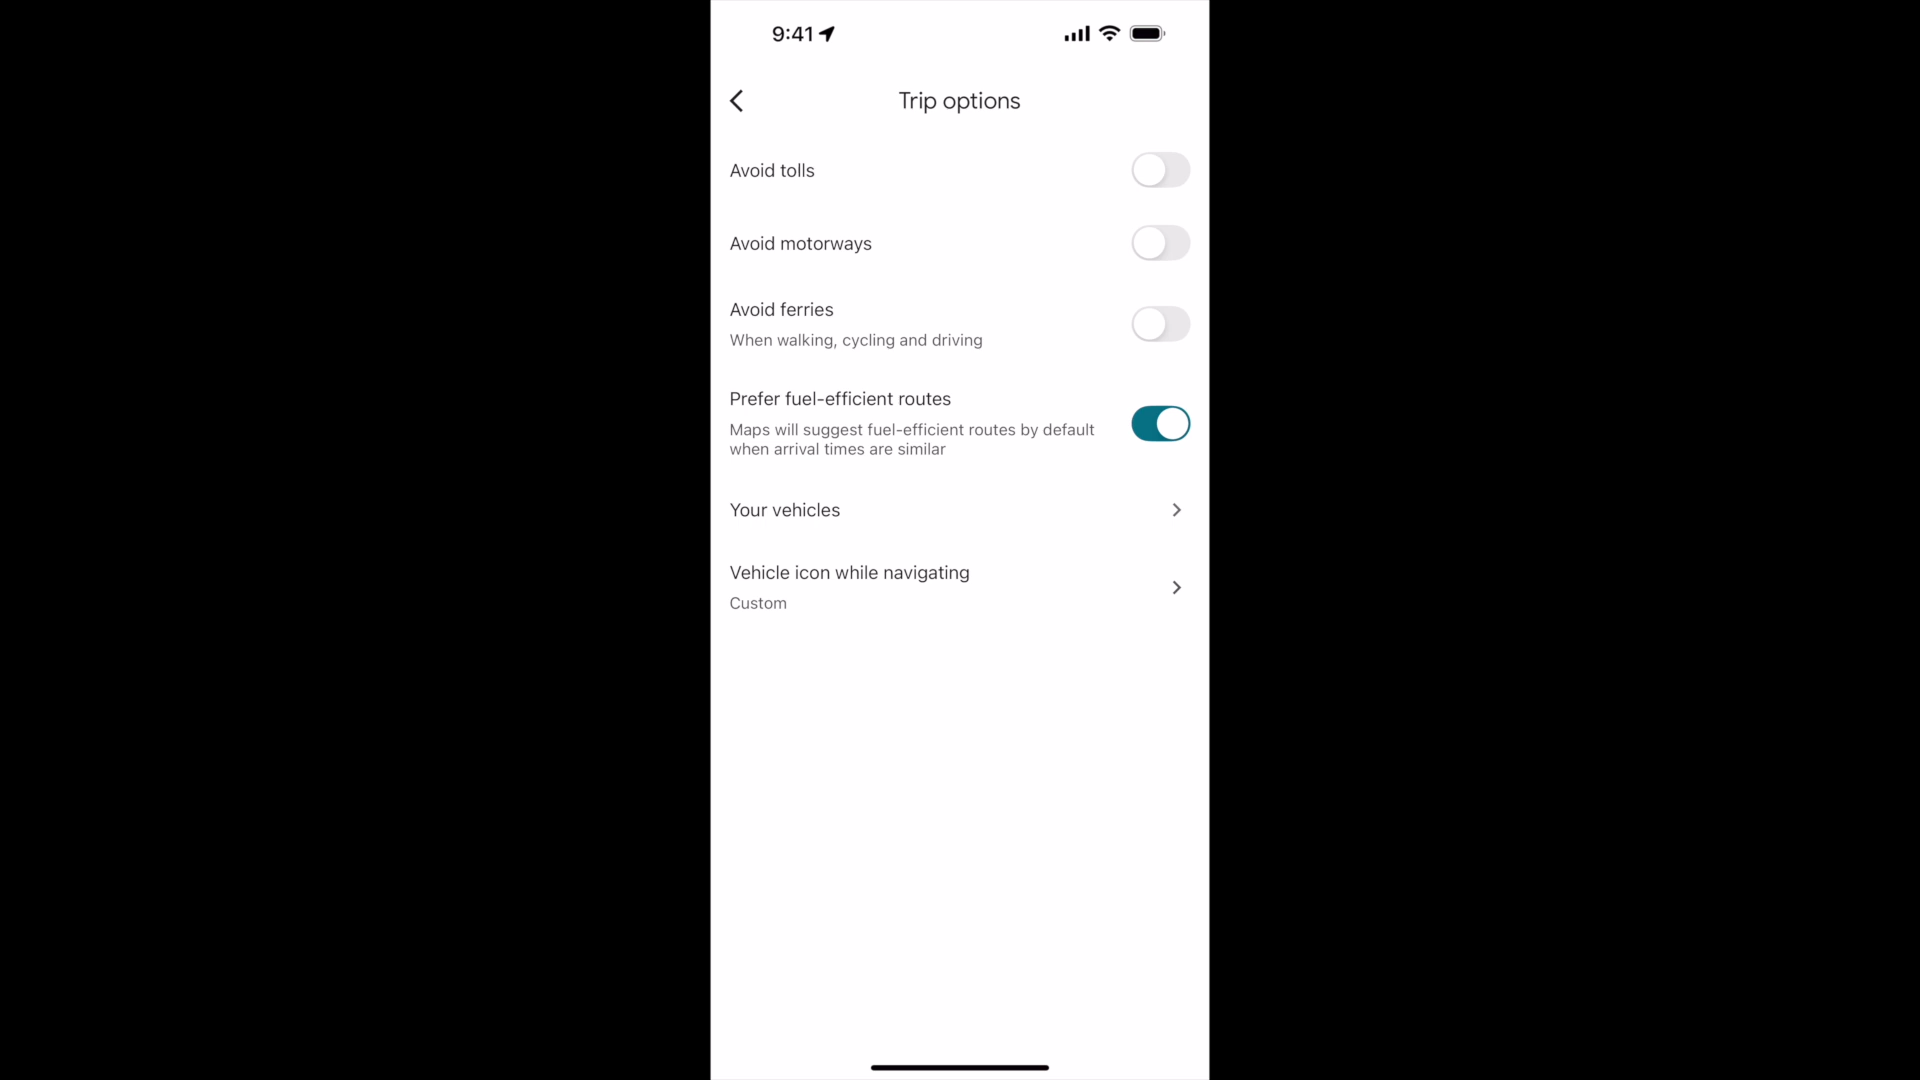 9:41
Trip options
Avoid tolls
Avoid motorways
Avoid ferries
When walking, cycling and driving
Prefer fuel-efficient routes
Maps will suggest fuel-efficient routes by default
when arrival times are similar
Your vehicles
Vehicle icon while navigating
Custom